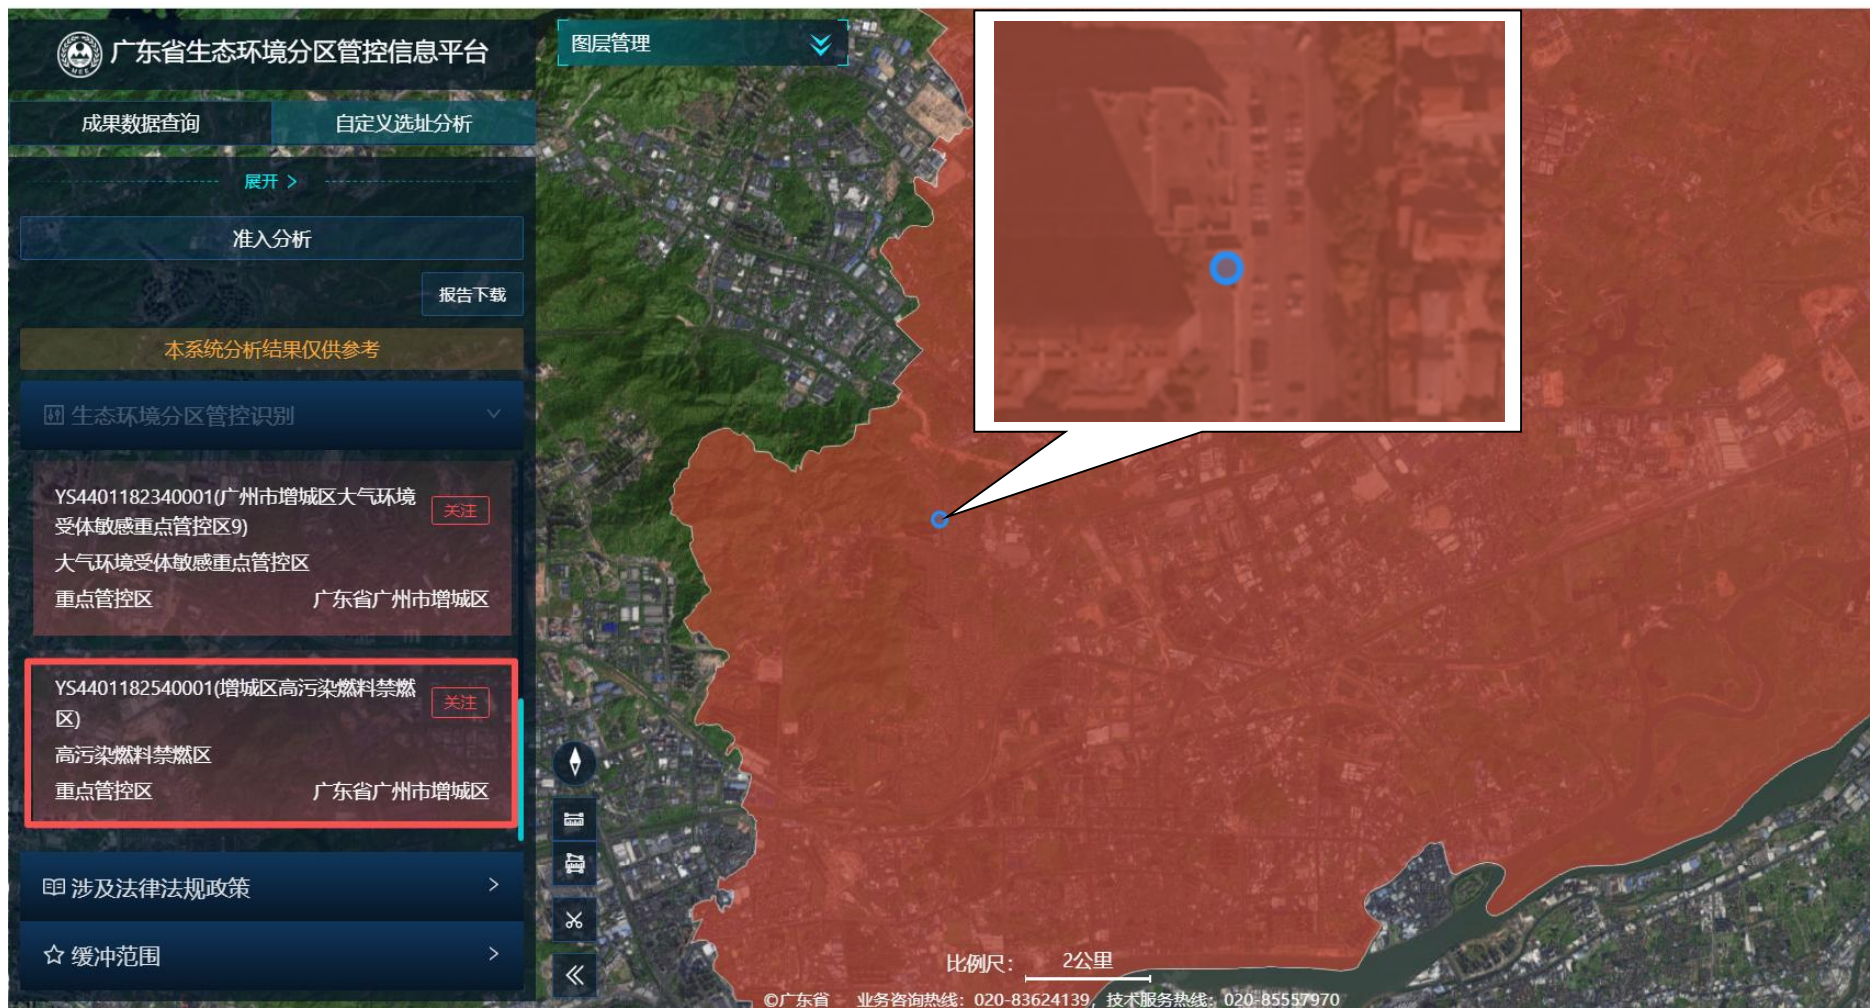 广东省生态环境分区管控信息平台
图层管理
成果数据查询
自定义选址分析
展开 >
准入分析
报告下载
本系统分析结果仅供参考
生态环境分区管控识别
YS4401182340001(广州市增城区大气环境
受体敏感重点管控区9)
关注
大气环境受体敏感重点管控区
重点管控区
广东省广州市增城区
YS4401182540001(增城区高污染燃料禁燃
区)
关注
高污染燃料禁燃区
重点管控区
广东省广州市增城区
涉及法律法规政策
缓冲范围
比例尺：
2公里
©广东省 业务咨询热线：020-83624139，技术服务热线：020-85557970